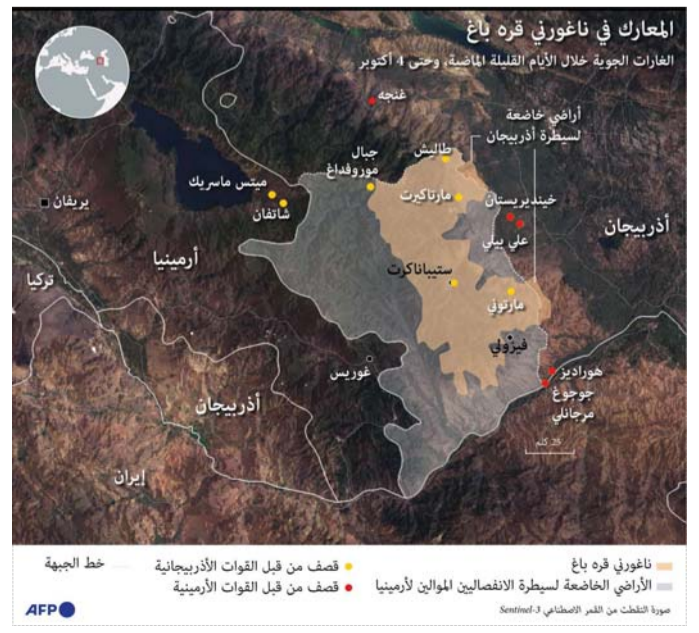 المعارك في ناغورني قره باغ
الغارات الجوية خلال الأيام القليلة الماضية، وحتى 4 أكتوبر
غنجه
أراضي خاضعة
لسيطرة أذربيجان
طاليش
جبال
موروفداغ
ميتس ماسريك
شاتفان
مارتاكيرت
خينديريستان
علي بيلي
يريفان
أذربيجان
أرمينيا
ستيباناكرت
تركيا
مارتوني
فيزولي
غوريس
هوراديز
جوجوغ
مرجانلي
أذربيجان
25 كلم
إيران
ناغورني قره باغ
الأراضي الخاضعة لسيطرة الانفصاليين الموالين لأرمينيا
قصف من قبل القوات الأذربيجانية
قصف من قبل القوات الأرمينية
خط الجبهة
صورة التقطت من القمر الاصطناعي Sentinel-3
AFP